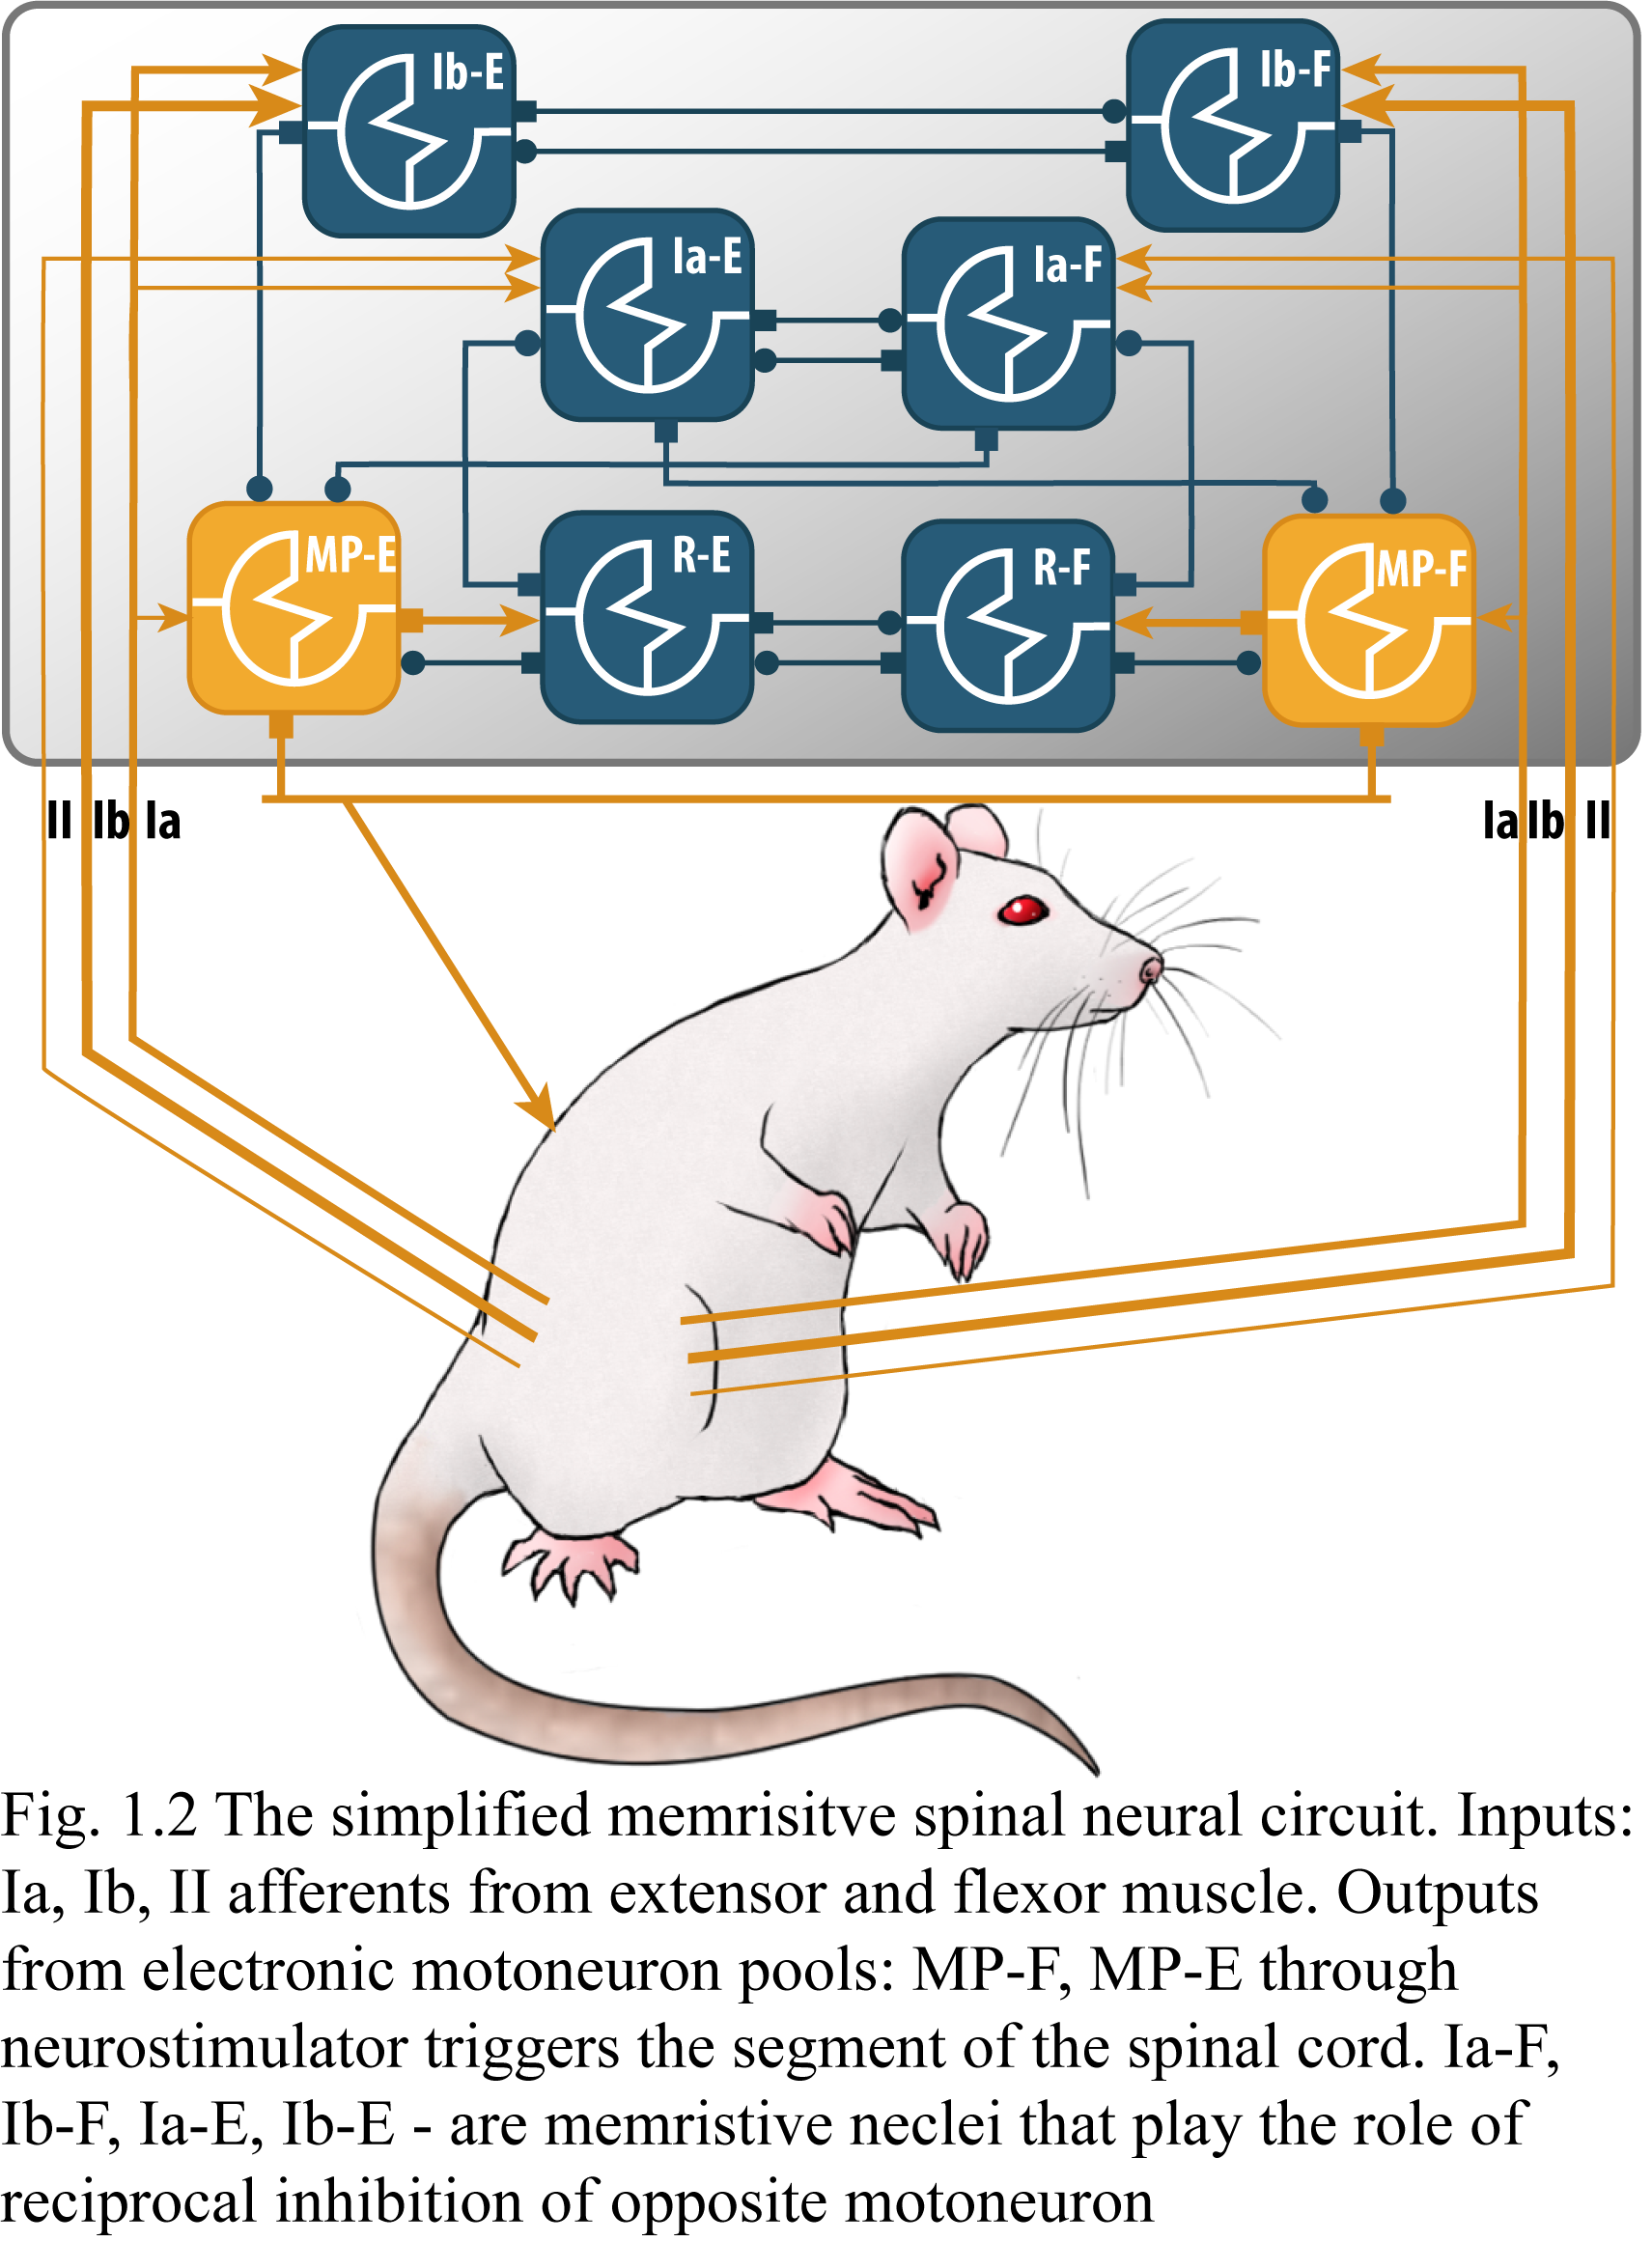 Ib-E
Ib-F
Ia-E
Ia-F
MP-E
R-E
R-F
MP-F
II Ib Ia
Ia Ib II
Fig. 1.2 The simplified memrisitve spinal neural circuit. Inputs:
Ia, Ib, II afferents from extensor and flexor muscle. Outputs
from electronic motoneuron pools: MP-F, MP-E through
neurostimulator triggers the segment of the spinal cord. Ia-F,
Ib-F, Ia-E, Ib-E - are memristive neclei that play the role of
reciprocal inhibition of opposite motoneuron